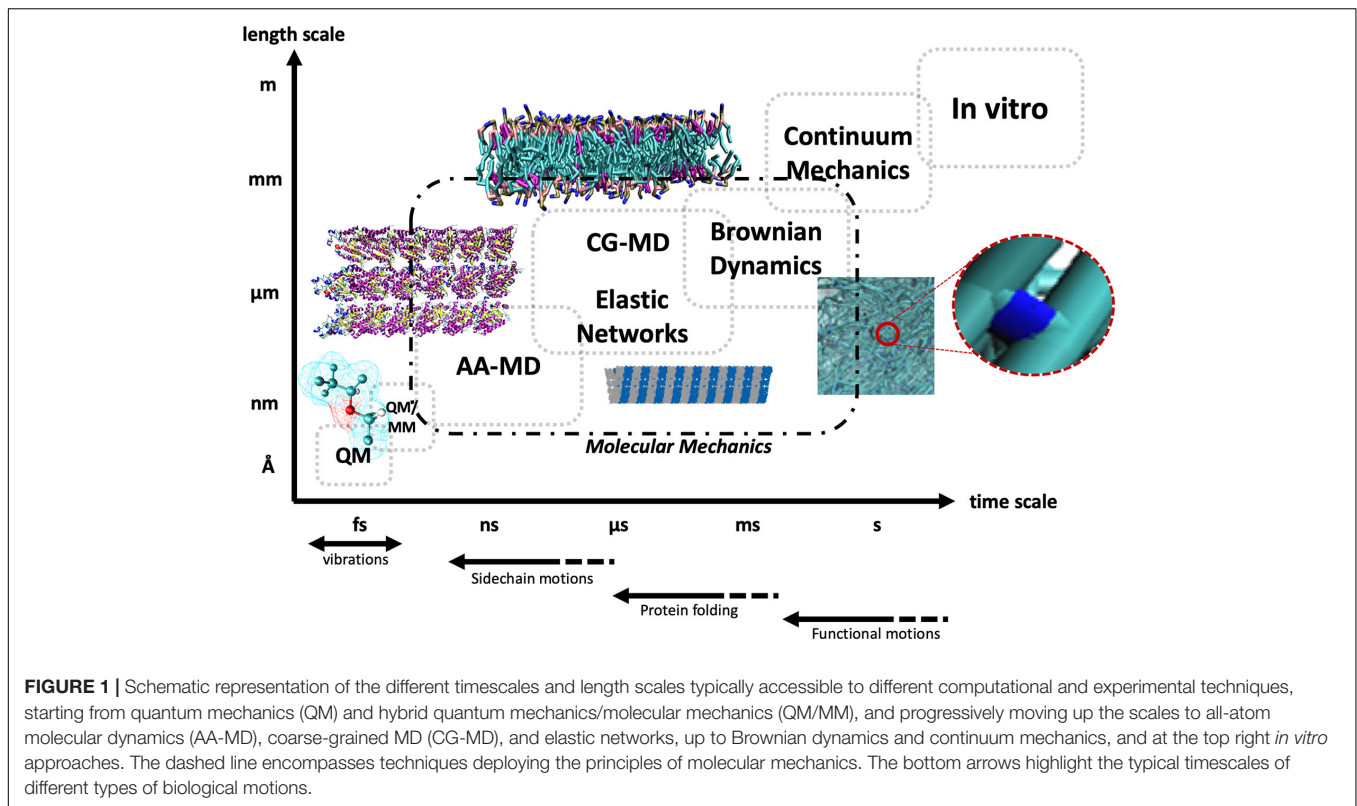 length scale
m
In vitro
Continuum
Mechanics
mm
CG-MD
Brownian
Dynamics
µm
Elastic
Networks
AA-MD
nm
QM/
MM
Molecular Mechanics
QM
Å
time scale
fs
ns
µs
ms
s
vibrations
Sidechain motions
Protein folding
Functional motions
FIGURE 1 | Schematic representation of the different timescales and length scales typically accessible to different computational and experimental techniques,
starting from quantum mechanics (QM) and hybrid quantum mechanics/molecular mechanics (QM/MM), and progressively moving up the scales to all-atom
molecular dynamics (AA-MD), coarse-grained MD (CG-MD), and elastic networks, up to Brownian dynamics and continuum mechanics, and at the top right in vitro
approaches. The dashed line encompasses techniques deploying the principles of molecular mechanics. The bottom arrows highlight the typical timescales of
different types of biological motions.